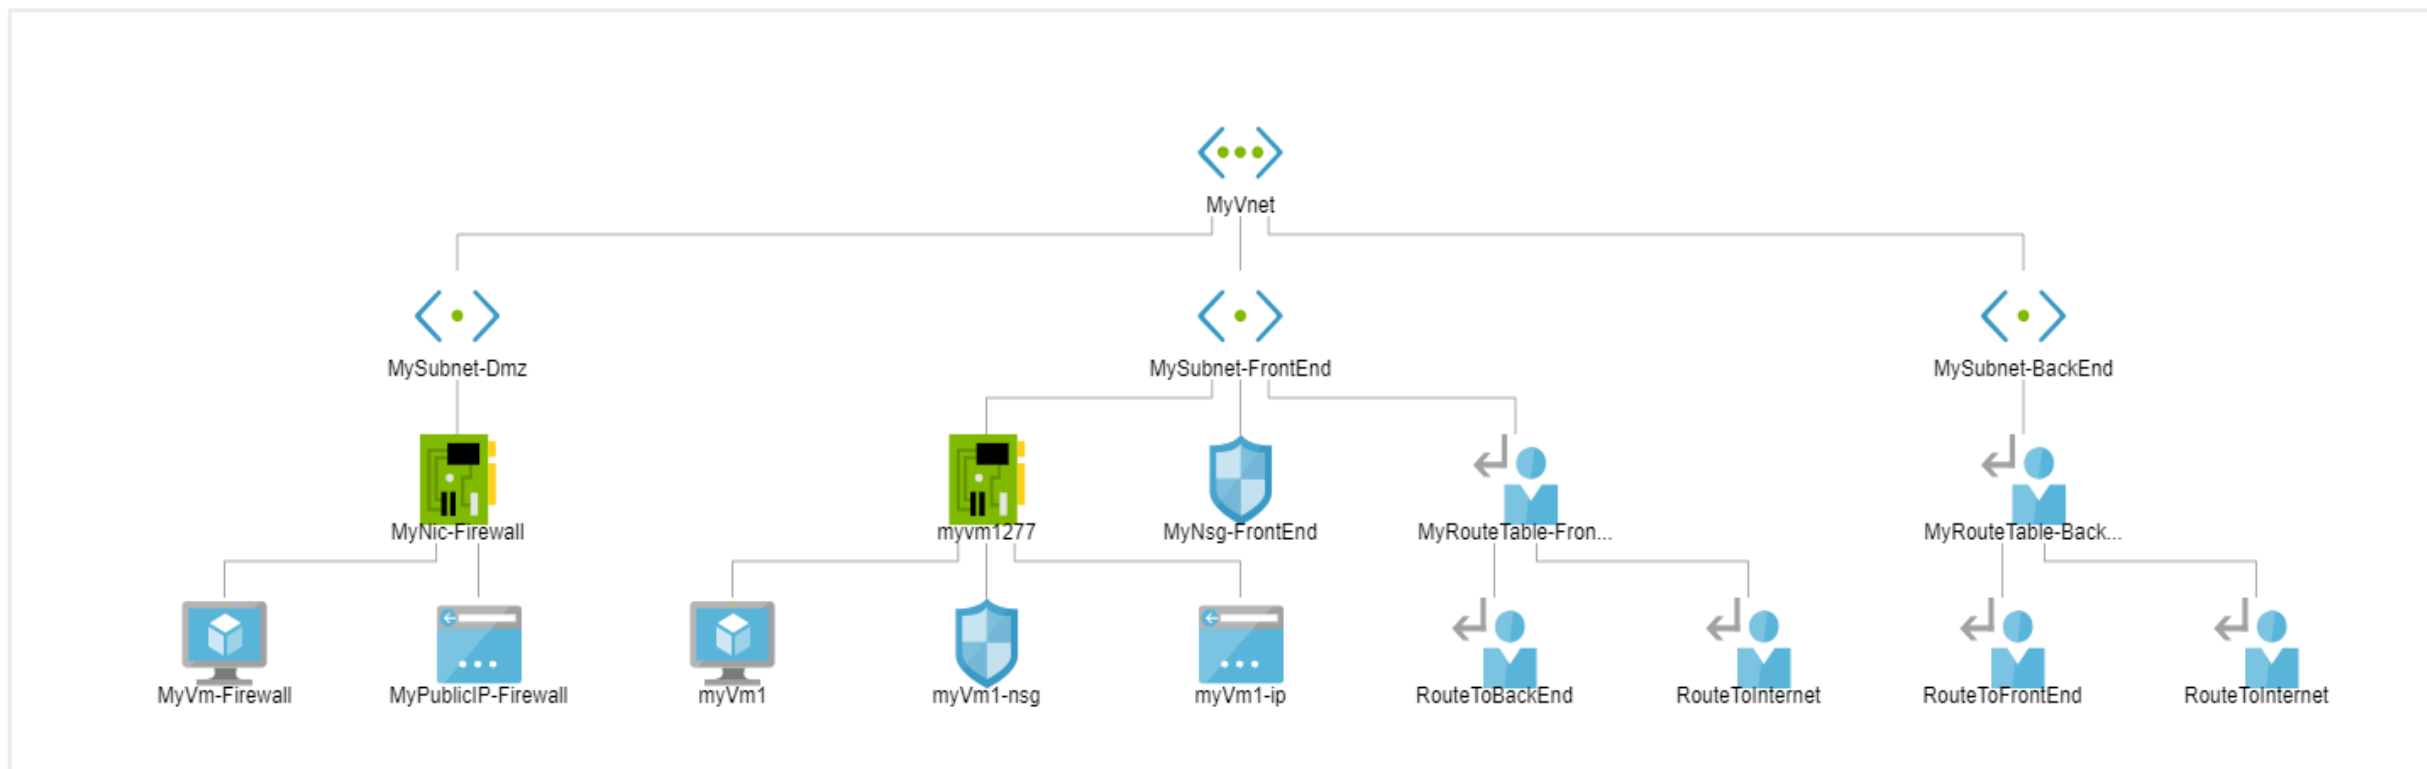 MyVnet
MySubnet-Dmz
MySubnet-FrontEnd
MySubnet-BackEnd
MyNic-Firewall
myvm1277
MyNsg-FrontEnd
MyRouteTable-Fron...
MyRouteTable-Back...
MyVm-Firewall
MyPublicIP-Firewall
myVm1
myVm1-nsg
myVm1-ip
RouteToBackEnd
RouteToInternet
RouteToFrontEnd
RouteToInternet